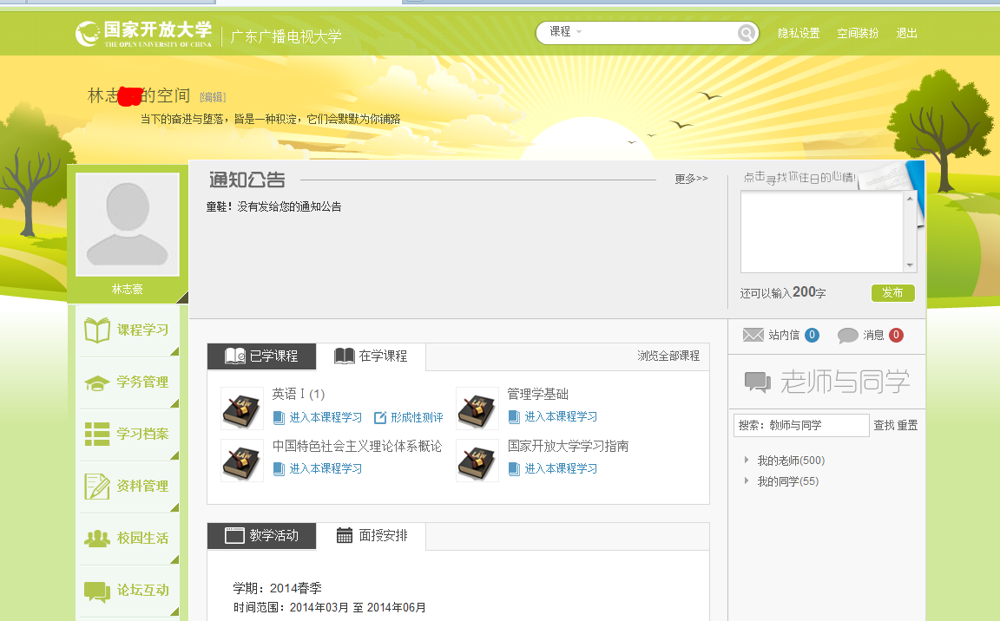 国家开放大学
THE OPEN UNIVERSITY OF CHINA
广东广播电视大学
课程
隐私设置 空间装扮 退出
林志 的空间 [编辑]
当下的奋进与堕落，皆是一种积淀，它们会默默为你铺路
林志豪
课程学习
学务管理
学习档案
资料管理
校园生活
论坛互动
通知公告
更多>>
童鞋！没有发给您的通知公告
已学课程
在学课程
浏览全部课程
英语Ⅰ(1)
进入本课程学习 形成性测评
管理学基础
进入本课程学习
中国特色社会主义理论体系概论
进入本课程学习
国家开放大学学习指南
进入本课程学习
教学活动
面授安排
学期：2014春季
时间范围：2014年03月 至 2014年06月
点击寻找你往日的心情!
还可以输入200字
发布
站内信 0 消息 0
老师与同学
搜索：教师与同学 查找 重置
我的老师(500)
我的同学(55)